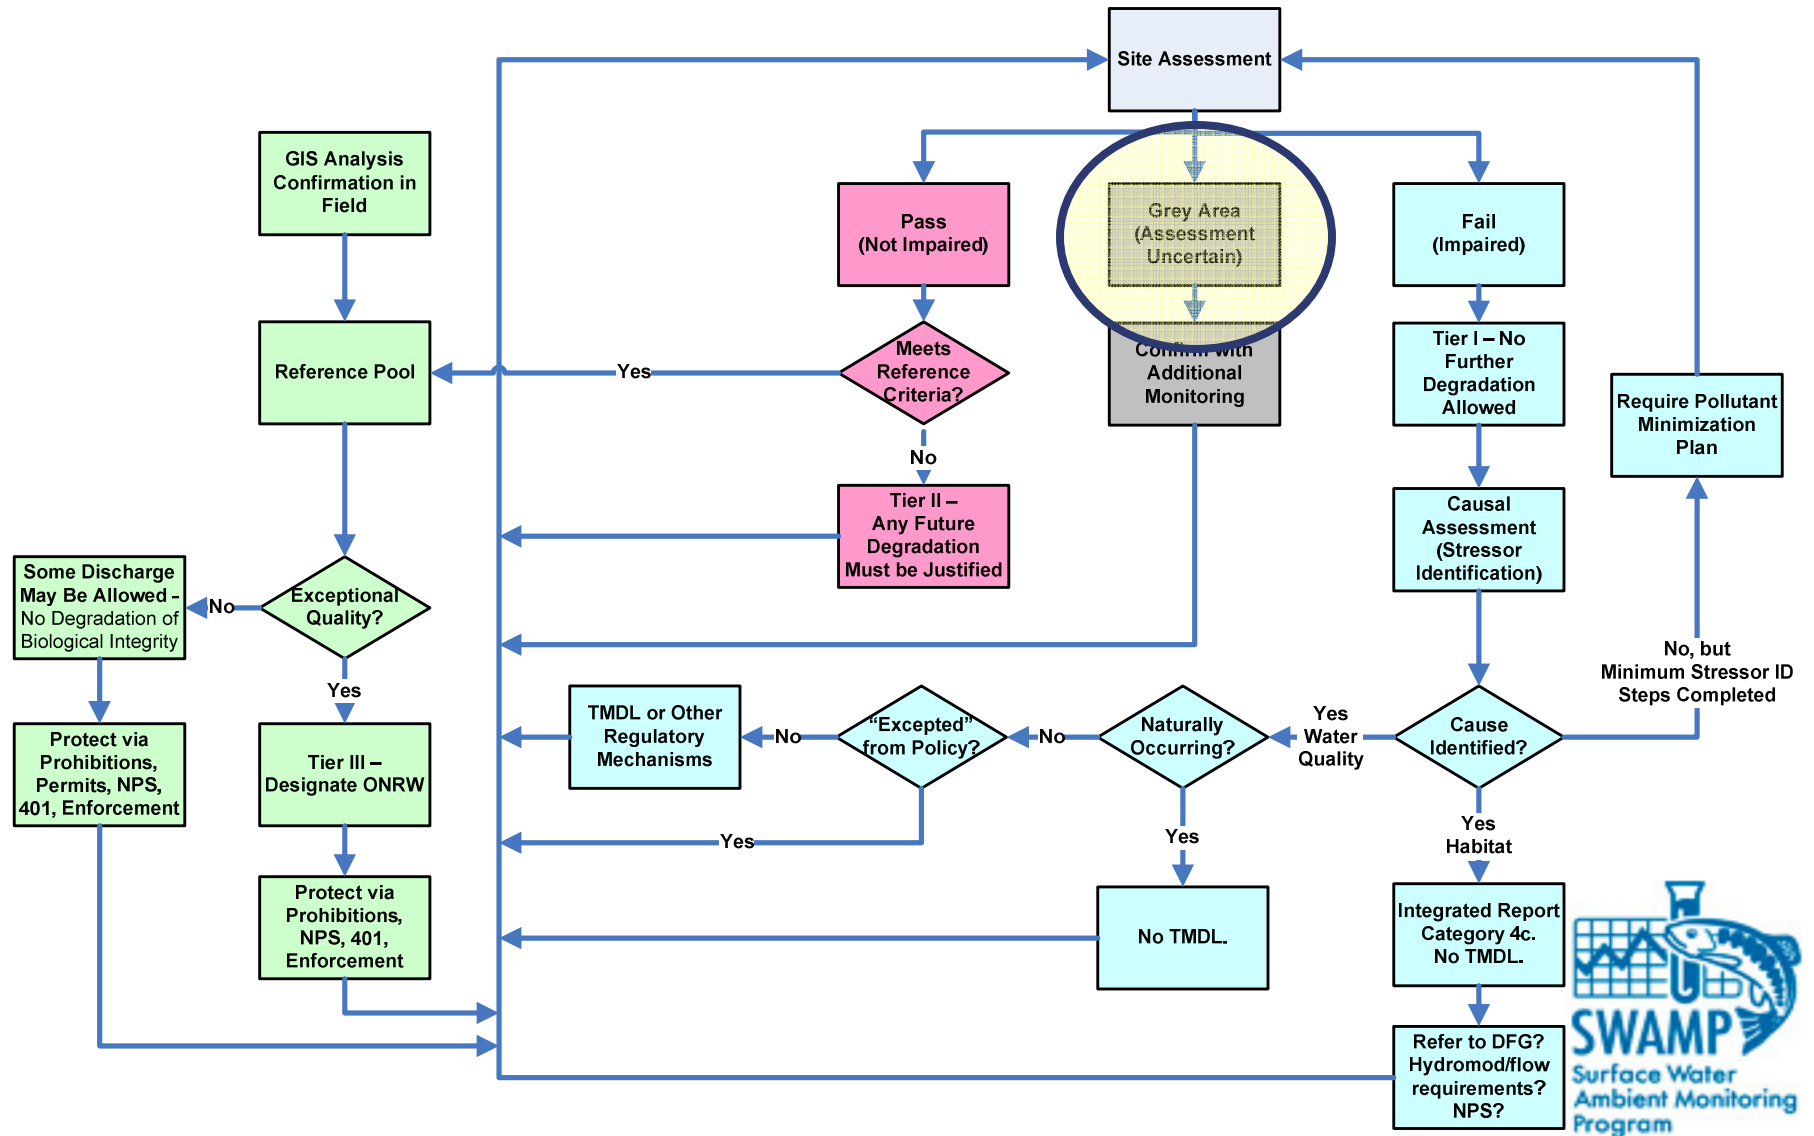 Site Assessment
GIS Analysis
Confirmation in
Field
Pass
(Not Impaired)
Grey Area
(Assessment
Uncertain)
Fail
(Impaired)
Reference Pool
Yes
Meets
Reference
Criteria?
Confirm with
Additional
Monitoring
Tier I – No
Further
Degradation
Allowed
Require Pollutant
Minimization
Plan
No
Tier II –
Any Future
Degradation
Must be Justified
Causal
Assessment
(Stressor
Identification)
Some Discharge
May Be Allowed -
No Degradation of
Biological Integrity
No
Exceptional
Quality?
Yes
No, but
Minimum Stressor ID
Steps Completed
Protect via
Prohibitions,
Permits, NPS,
401, Enforcement
Tier III –
Designate ONRW
TMDL or Other
Regulatory
Mechanisms
No
“Excepted”
from Policy?
No
Naturally
Occurring?
Yes
Water
Quality
Cause
Identified?
Yes
Yes
Yes
Habitat
Protect via
Prohibitions,
NPS, 401,
Enforcement
No TMDL.
Integrated Report
Category 4c.
No TMDL.
Refer to DFG?
Hydromod/flow
requirements?
NPS?
SWAMP
Surface Water
Ambient Monitoring
Program